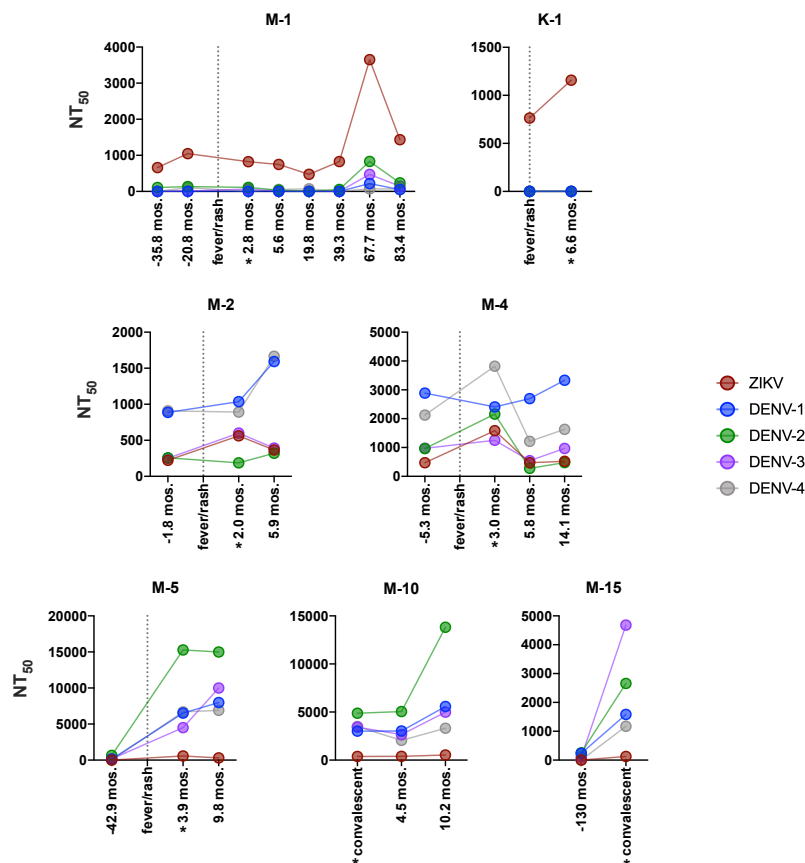 M-1
K-1
NT50
4000
3000
2000
1000
0
-35.8 mos.
-20.8 mos.
fever/rash
* 2.8 mos.
5.6 mos.
19.8 mos.
39.3 mos.
67.7 mos.
83.4 mos.
1500
1000
500
0
fever/rash
* 6.6 mos.
M-2
M-4
NT50
2000
1500
1000
500
0
-1.8 mos.
fever/rash
* 2.0 mos.
5.9 mos.
5000
4000
3000
2000
1000
0
-5.3 mos.
fever/rash
* 3.0 mos.
5.8 mos.
14.1 mos.
ZIKV
DENV-1
DENV-2
DENV-3
DENV-4
M-5
M-10
M-15
NT50
20000
15000
10000
5000
0
-42.9 mos.
fever/rash
* 3.9 mos.
9.8 mos.
15000
10000
5000
0
* convalescent
4.5 mos.
10.2 mos.
5000
4000
3000
2000
1000
0
-130 mos.
* convalescent